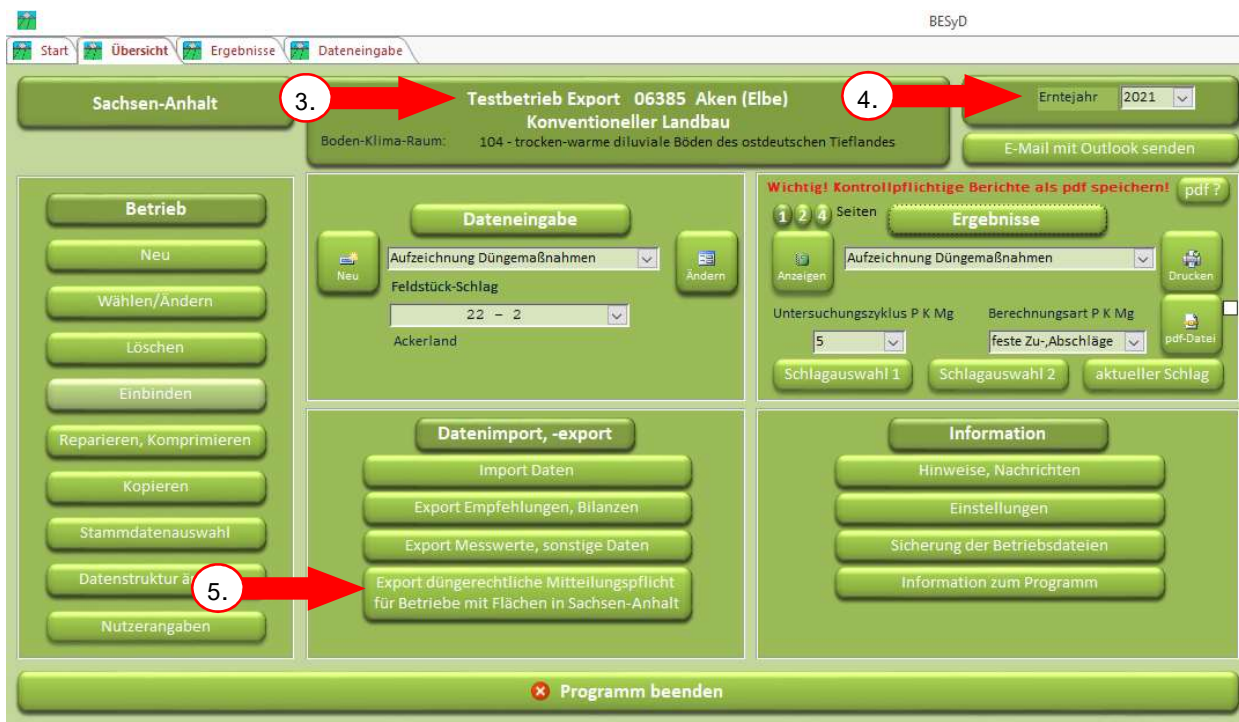 BESyD
Start Übersicht Ergebnisse Dateneingabe
Sachsen-Anhalt
3.
Testbetrieb Export 06385 Aken (Elbe)
Konventioneller Landbau
Boden-Klima-Raum: 104 - trocken-warme diluviale Böden des ostdeutschen Tieflandes
4.
Erntejahr 2021
E-Mail mit Outlook senden
Betrieb
Neu
Wählen/Ändern
Löschen
Einbinden
Reparieren, Komprimieren
Kopieren
Stammdatenauswahl
Datenstruktur
5.
Nutzerangaben
Dateneingabe
Neu
Aufzeichnung Düngemaßnahmen
Ändern
Feldstück-Schlag
22 - 2
Ackerland
Wichtig! Kontrollpflichtige Berichte als pdf speichern!
pdf ?
1 2 4 Seiten
Ergebnisse
Anzeigen
Aufzeichnung Düngemaßnahmen
Drucken
Untersuchungszyklus P K Mg
Berechnungsart P K Mg
5
feste Zu-,Abschläge
pdf-Datei
Schlagauswahl 1
Schlagauswahl 2
aktueller Schlag
Datenimport, -export
Import Daten
Export Empfehlungen, Bilanzen
Export Messwerte, sonstige Daten
Export düngerechtliche Mitteilungspflicht
für Betriebe mit Flächen in Sachsen-Anhalt
Information
Hinweise, Nachrichten
Einstellungen
Sicherung der Betriebsdateien
Information zum Programm
Programm beenden